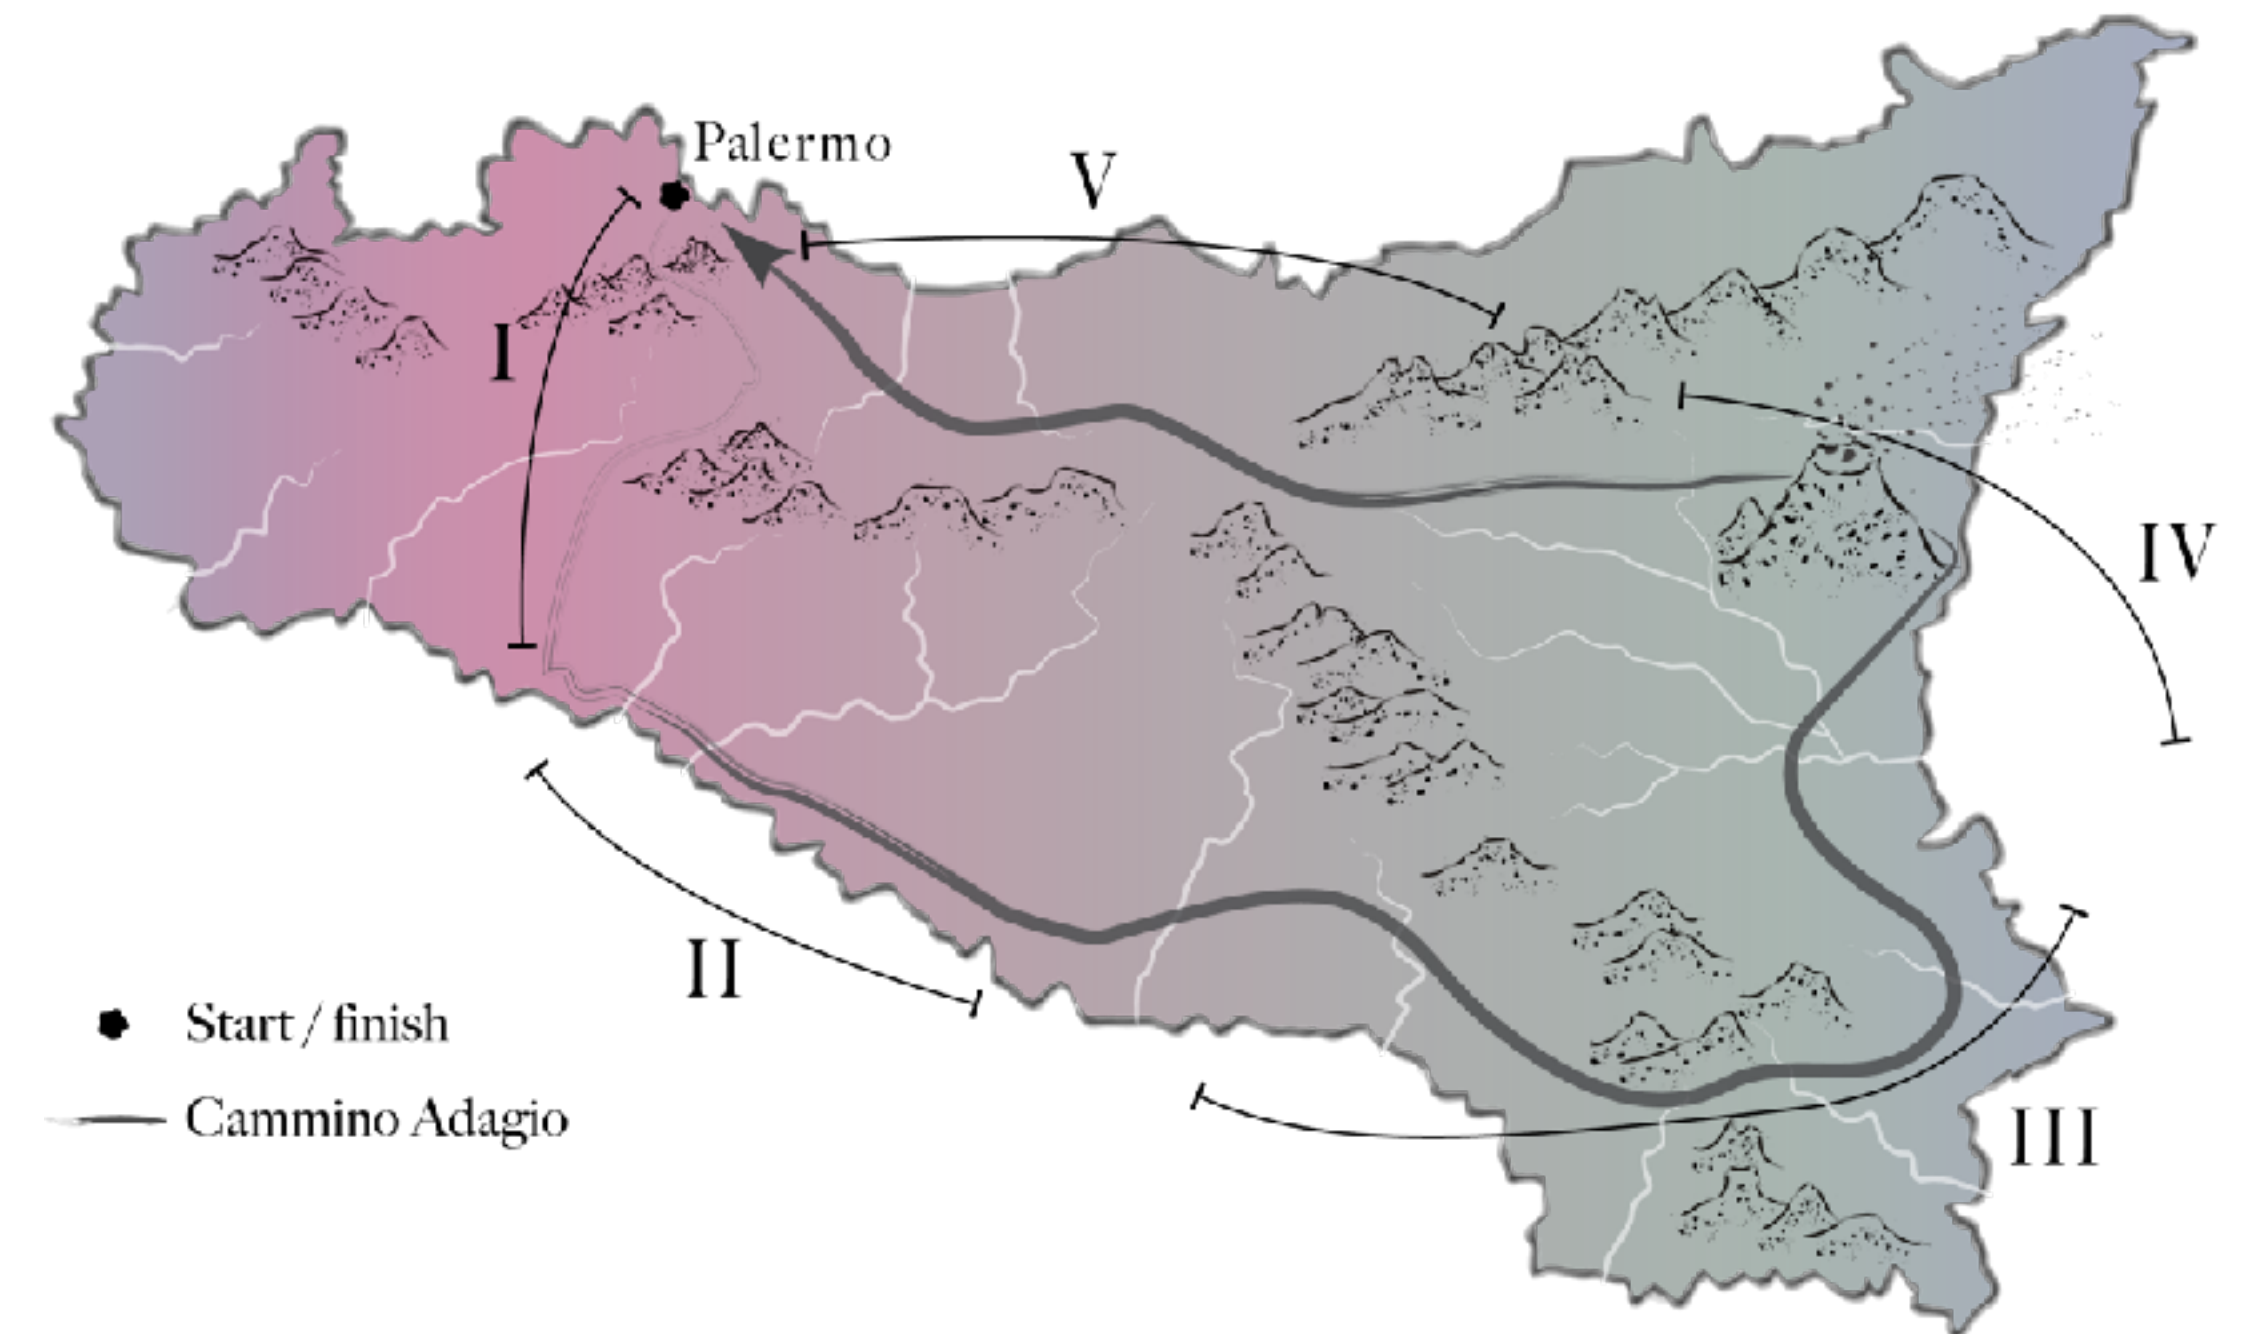 Palermo
V
I
IV
II
III
Start / finish
Cammino Adagio